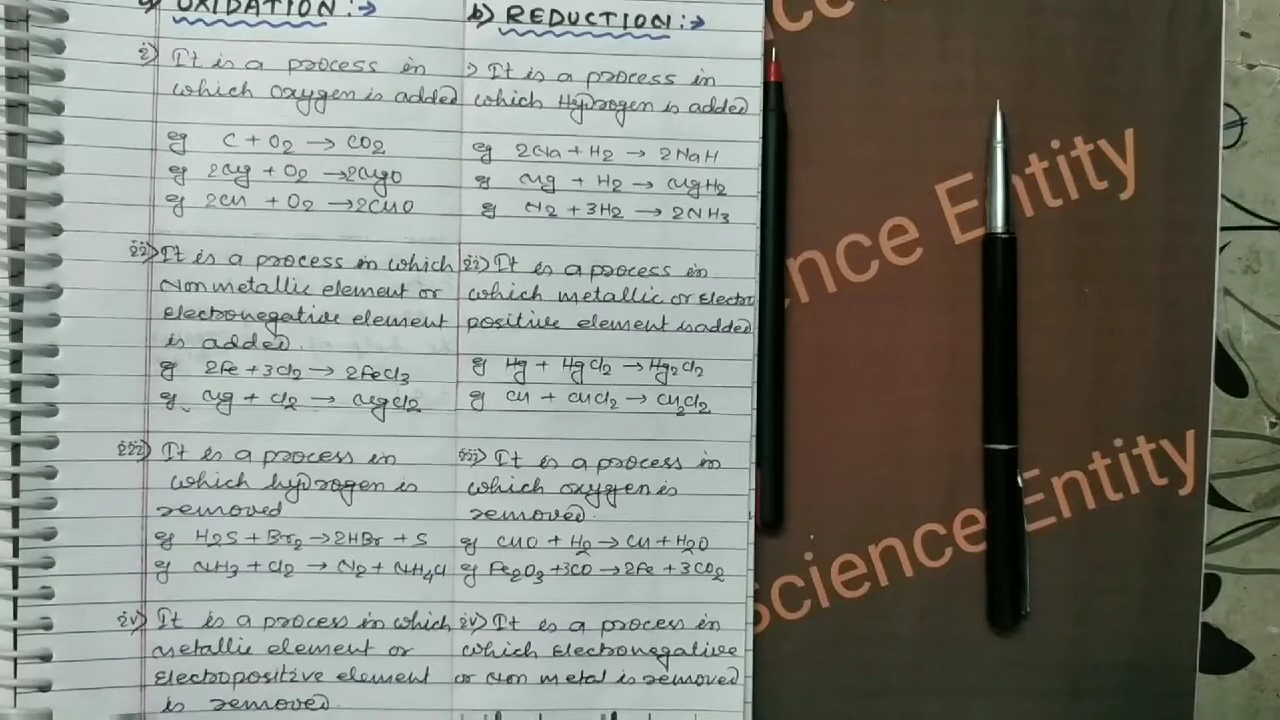 a) OXIDATION :→
i) It is a process in
which oxygen is added
eg C + O2 → CO2
eg 2Mg + O2 → 2MgO
eg 2Cu + O2 → 2CuO
ii) It is a process in which
Non metallic element or
electronegative element
is added.
eg 2Fe + 3Cl2 → 2FeCl3
eg. Mg + Cl2 → MgCl2
iii) It is a process in
which hydrogen is
removed
eg H2S + Br2 → 2HBr + S
eg NH3 + Cl2 → N2 + NH4Cl
iv) It is a process in which
metallic element or
Electropositive element
is removed.
b) REDUCTION :→
i) It is a process in
which Hydrogen is added
eg 2Na + H2 → 2NaH
eg Mg + H2 → MgH2
eg N2 + 3H2 → 2NH3
ii) It is a process in
which metallic or electro
positive element is added
eg Hg + HgCl2 → Hg2Cl2
eg Cu + CuCl2 → Cu2Cl2
iii) It is a process in
which oxygen is
removed.
eg CuO + H2 → Cu + H2O
eg Fe2O3 + 3CO → 2Fe + 3CO2
iv) It is a process in
which Electronegative
or Non metal is removed
nce Entity
Science Entity